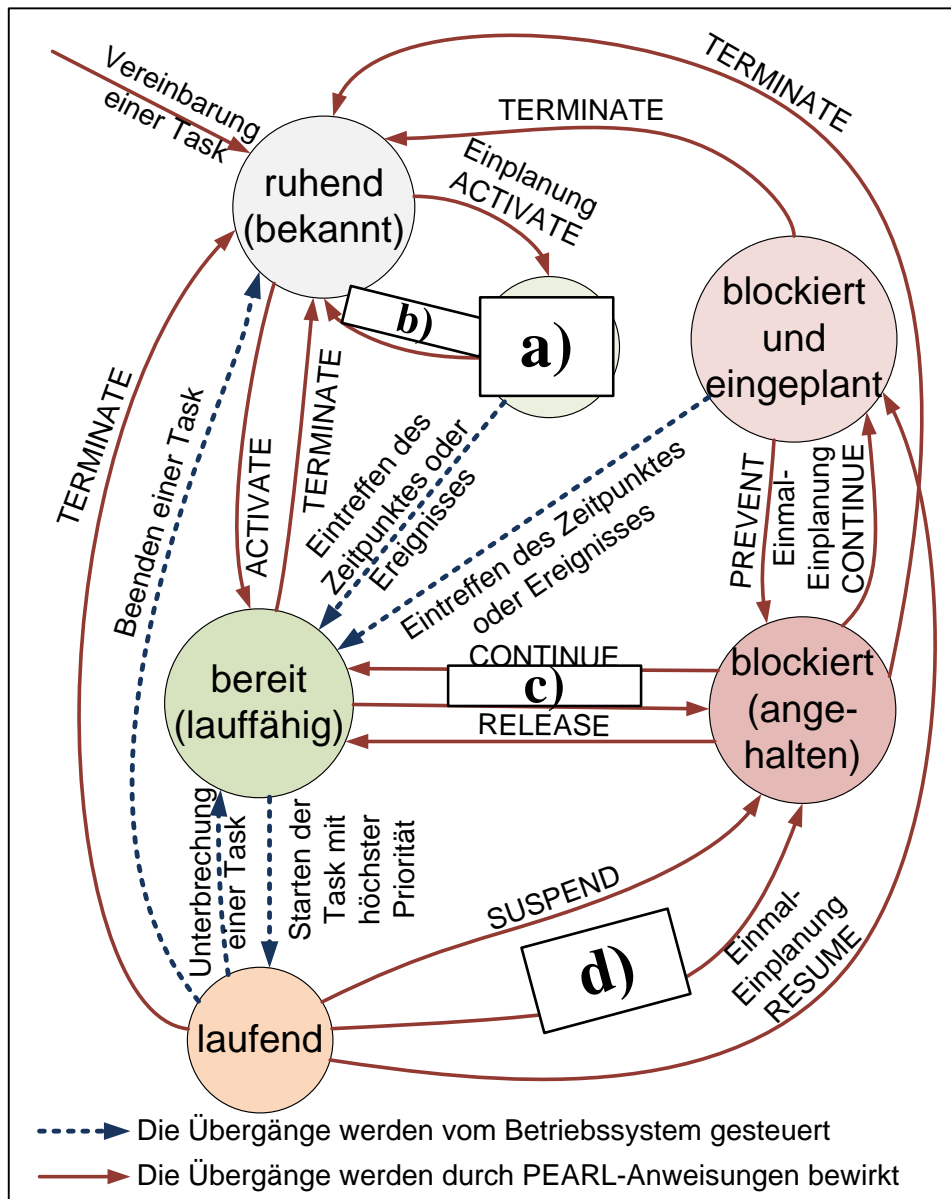 Vereinbarung
einer Task
TERMINATE
TERMINATE
Einplanung
ACTIVATE
ruhend
(bekannt)
b)
a)
blockiert
und
eingeplant
TERMINATE
Beenden einer Task
ACTIVATE
TERMINATE
Eintreffen des
Zeitpunktes oder
Ereignisses
Eintreffen des Zeitpunktes
oder Ereignisses
PREVENT
Einmal-
Einplanung
CONTINUE
bereit
(lauffähig)
CONTINUE
c)
RELEASE
blockiert
(ange-
halten)
Unterbrechung
einer Task
Starten der
Task mit
höchster
Priorität
SUSPEND
d)
Einmal-
Einplanung
RESUME
laufend
Die Übergänge werden vom Betriebssystem gesteuert
Die Übergänge werden durch PEARL-Anweisungen bewirkt